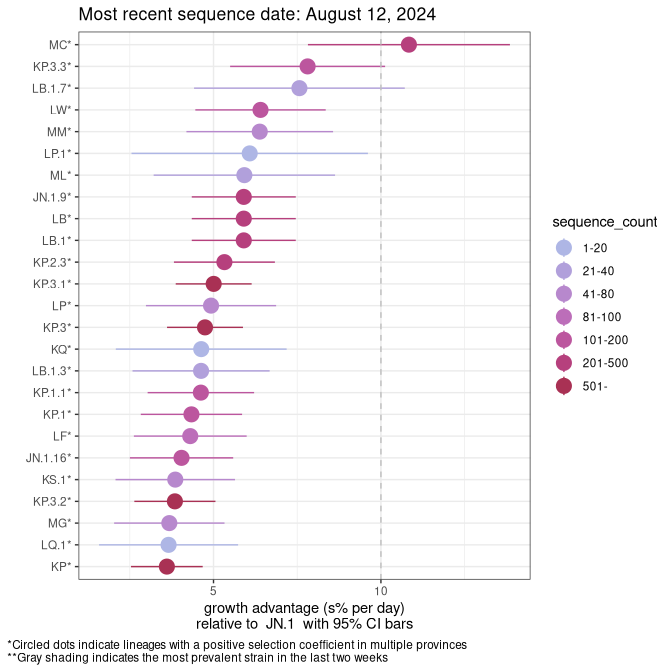 Most recent sequence date: August 12, 2024
MC*
KP.3.3*
LB.1.7*
LW*
MM*
LP.1*
ML*
JN.1.9*
LB*
LB.1*
KP.2.3*
KP.3.1*
LP*
KP.3*
KQ*
LB.1.3*
KP.1.1*
KP.1*
LF*
JN.1.16*
KS.1*
KP.3.2*
MG*
LQ.1*
KP*
5
10
growth advantage (s% per day)
relative to JN.1 with 95% CI bars
sequence_count
1-20
21-40
41-80
81-100
101-200
201-500
501-
*Circled dots indicate lineages with a positive selection coefficient in multiple provinces
**Gray shading indicates the most prevalent strain in the last two weeks